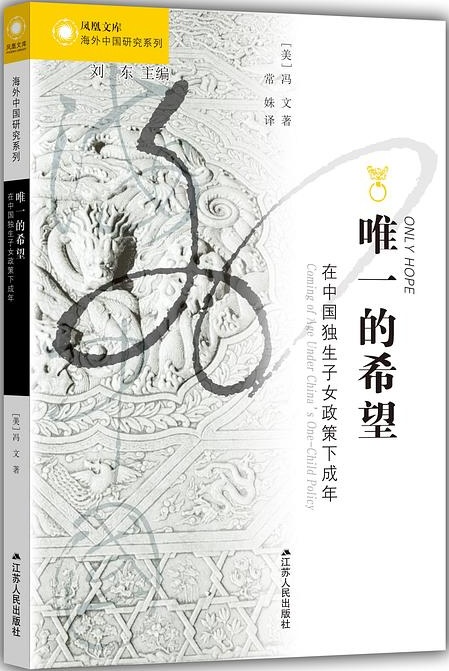 凤凰文库
海外中国研究系列
刘东 主编
[美]冯文 著
常姝 译
唯一的希望
ONLY HOPE
在中国独生子女政策下成年
Coming of Age Under China's One-Child Policy
江苏人民出版社
凤凰文库
海外中国研究系列
唯一的希望
在中国独生子女政策下成年
[美]冯文 著
江苏人民出版社